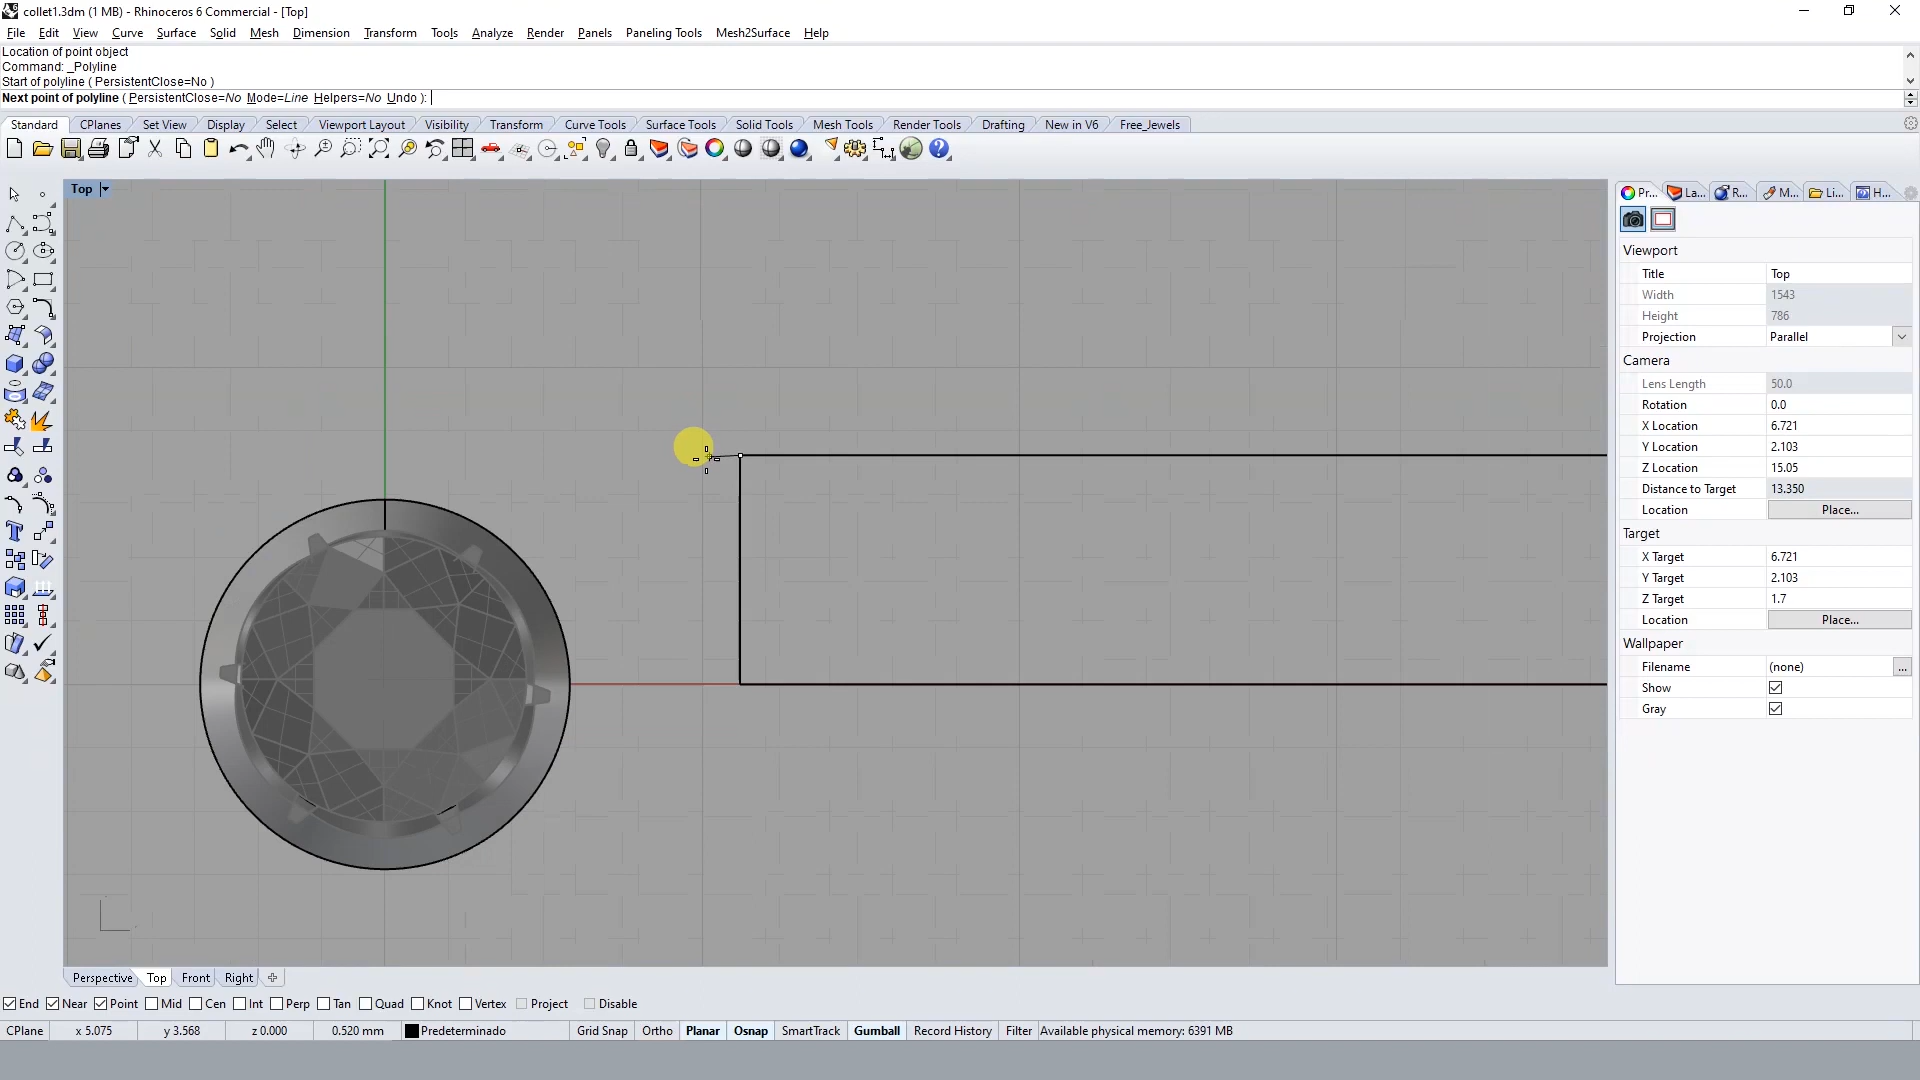 collet1.3dm (1 MB) - Rhinoceros 6 Commercial - [Top]
File Edit View Curve Surface Solid Mesh Dimension Transform Tools Analyze Render Panels Paneling Tools Mesh2Surface Help
Location of point object
Command: _Polyline
Start of polyline ( PersistentClose=No )
Next point of polyline ( PersistentClose=No Mode=Line Helpers=No Undo ):
Standard CPlanes Set View Display Select Viewport Layout Visibility Transform Curve Tools Surface Tools Solid Tools Mesh Tools Render Tools Drafting New in V6 Free_Jewels
Top
Pr... La... R... M... Li... H...
Viewport
Title Top
Width 1543
Height 786
Projection Parallel
Camera
Lens Length 50.0
Rotation 0.0
X Location 6.721
Y Location 2.103
Z Location 15.05
Distance to Target 13.350
Location Place...
Target
X Target 6.721
Y Target 2.103
Z Target 1.7
Location Place...
Wallpaper
Filename (none) ...
Show
Gray
Perspective Top Front Right
End Near Point Mid Cen Int Perp Tan Quad Knot Vertex Project Disable
CPlane x 5.075 y 3.568 z 0.000 0.520 mm Predeterminado Grid Snap Ortho Planar Osnap SmartTrack Gumball Record History Filter Available physical memory: 6391 MB